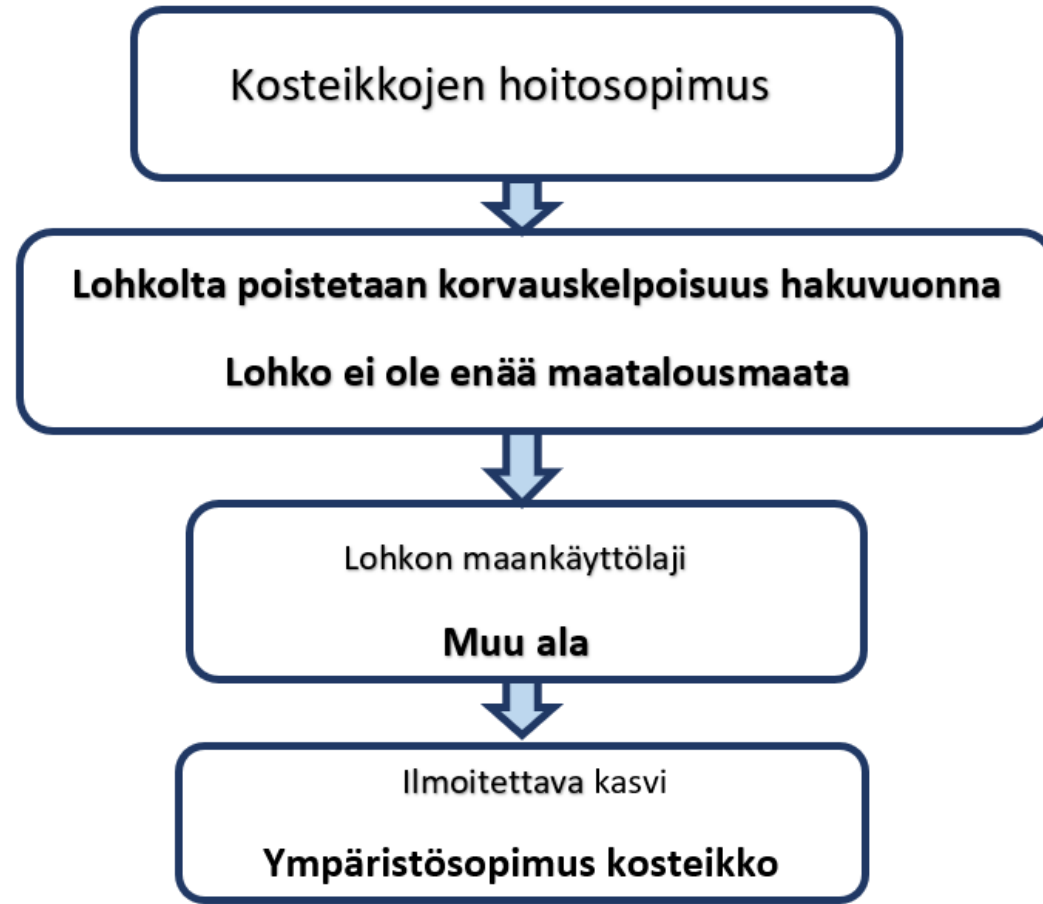 Kosteikkojen hoitosopimus
Lohkolta poistetaan korvauskelpoisuus hakuvuonna
Lohko ei ole enää maatalousmaata
Lohkon maankäyttölaji
Muu ala
Ilmoitettava kasvi
Ympäristösopimus kosteikko